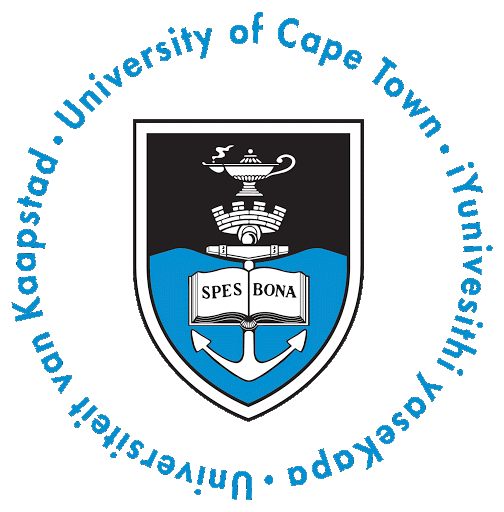 University of Cape Town • iYunivesithi yaseKapa • Universiteit van Kaapstad •
SPES BONA